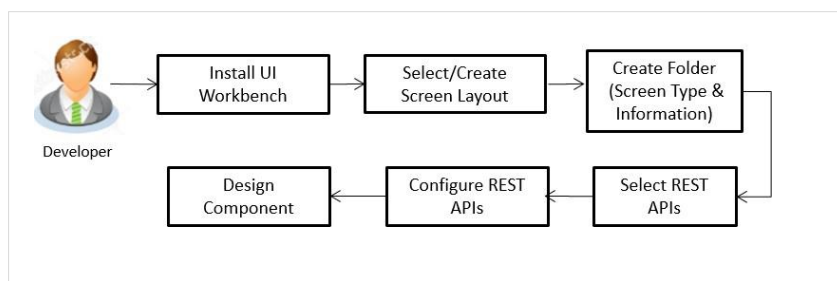 Developer
Install UI
Workbench
Select/Create
Screen Layout
Create Folder
(Screen Type &
Information)
Select REST
APIs
Configure REST
APIs
Design
Component